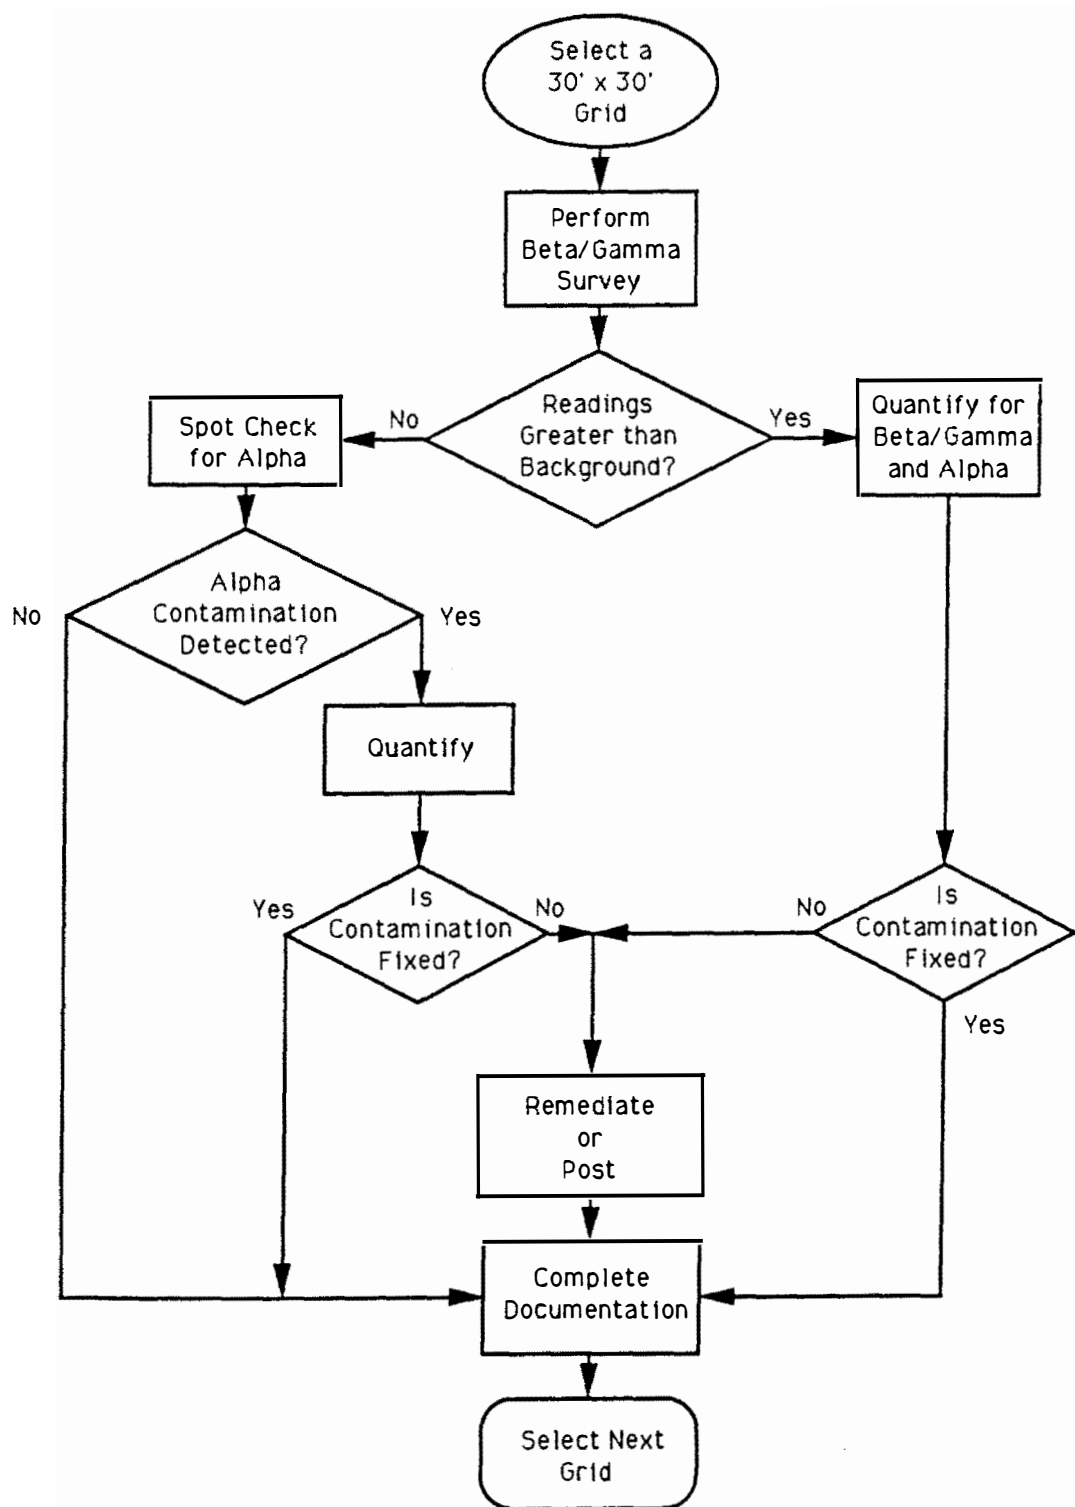 Select a
30' x 30'
Grid
Perform
Beta/Gamma
Survey
Readings
Greater than
Background?
No
Yes
Spot Check
for Alpha
Quantify for
Beta/Gamma
and Alpha
Alpha
Contamination
Detected?
No
Yes
Quantify
Is
Contamination
Fixed?
Yes
No
Is
Contamination
Fixed?
No
Yes
Remediate
or
Post
Complete
Documentation
Select Next
Grid